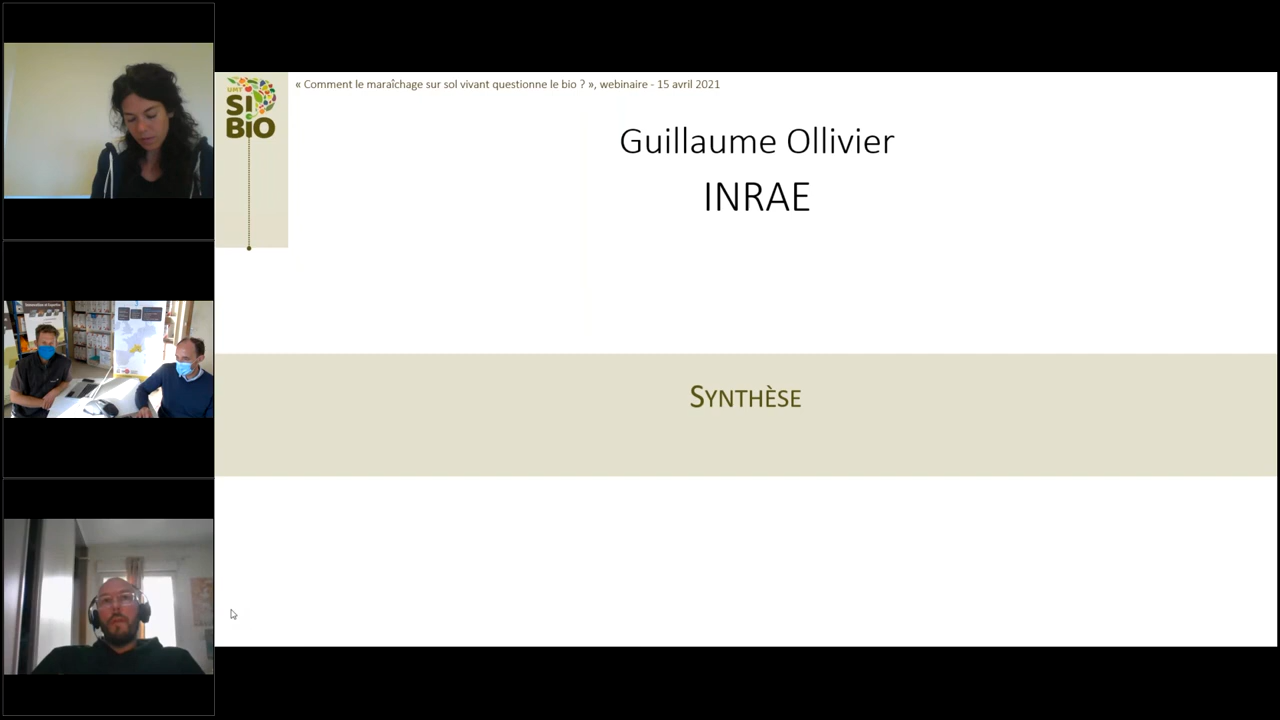 « Comment le maraîchage sur sol vivant questionne le bio ? », webinaire - 15 avril 2021
UMT
SI
BIO
Guillaume Ollivier
INRAE
SYNTHÈSE